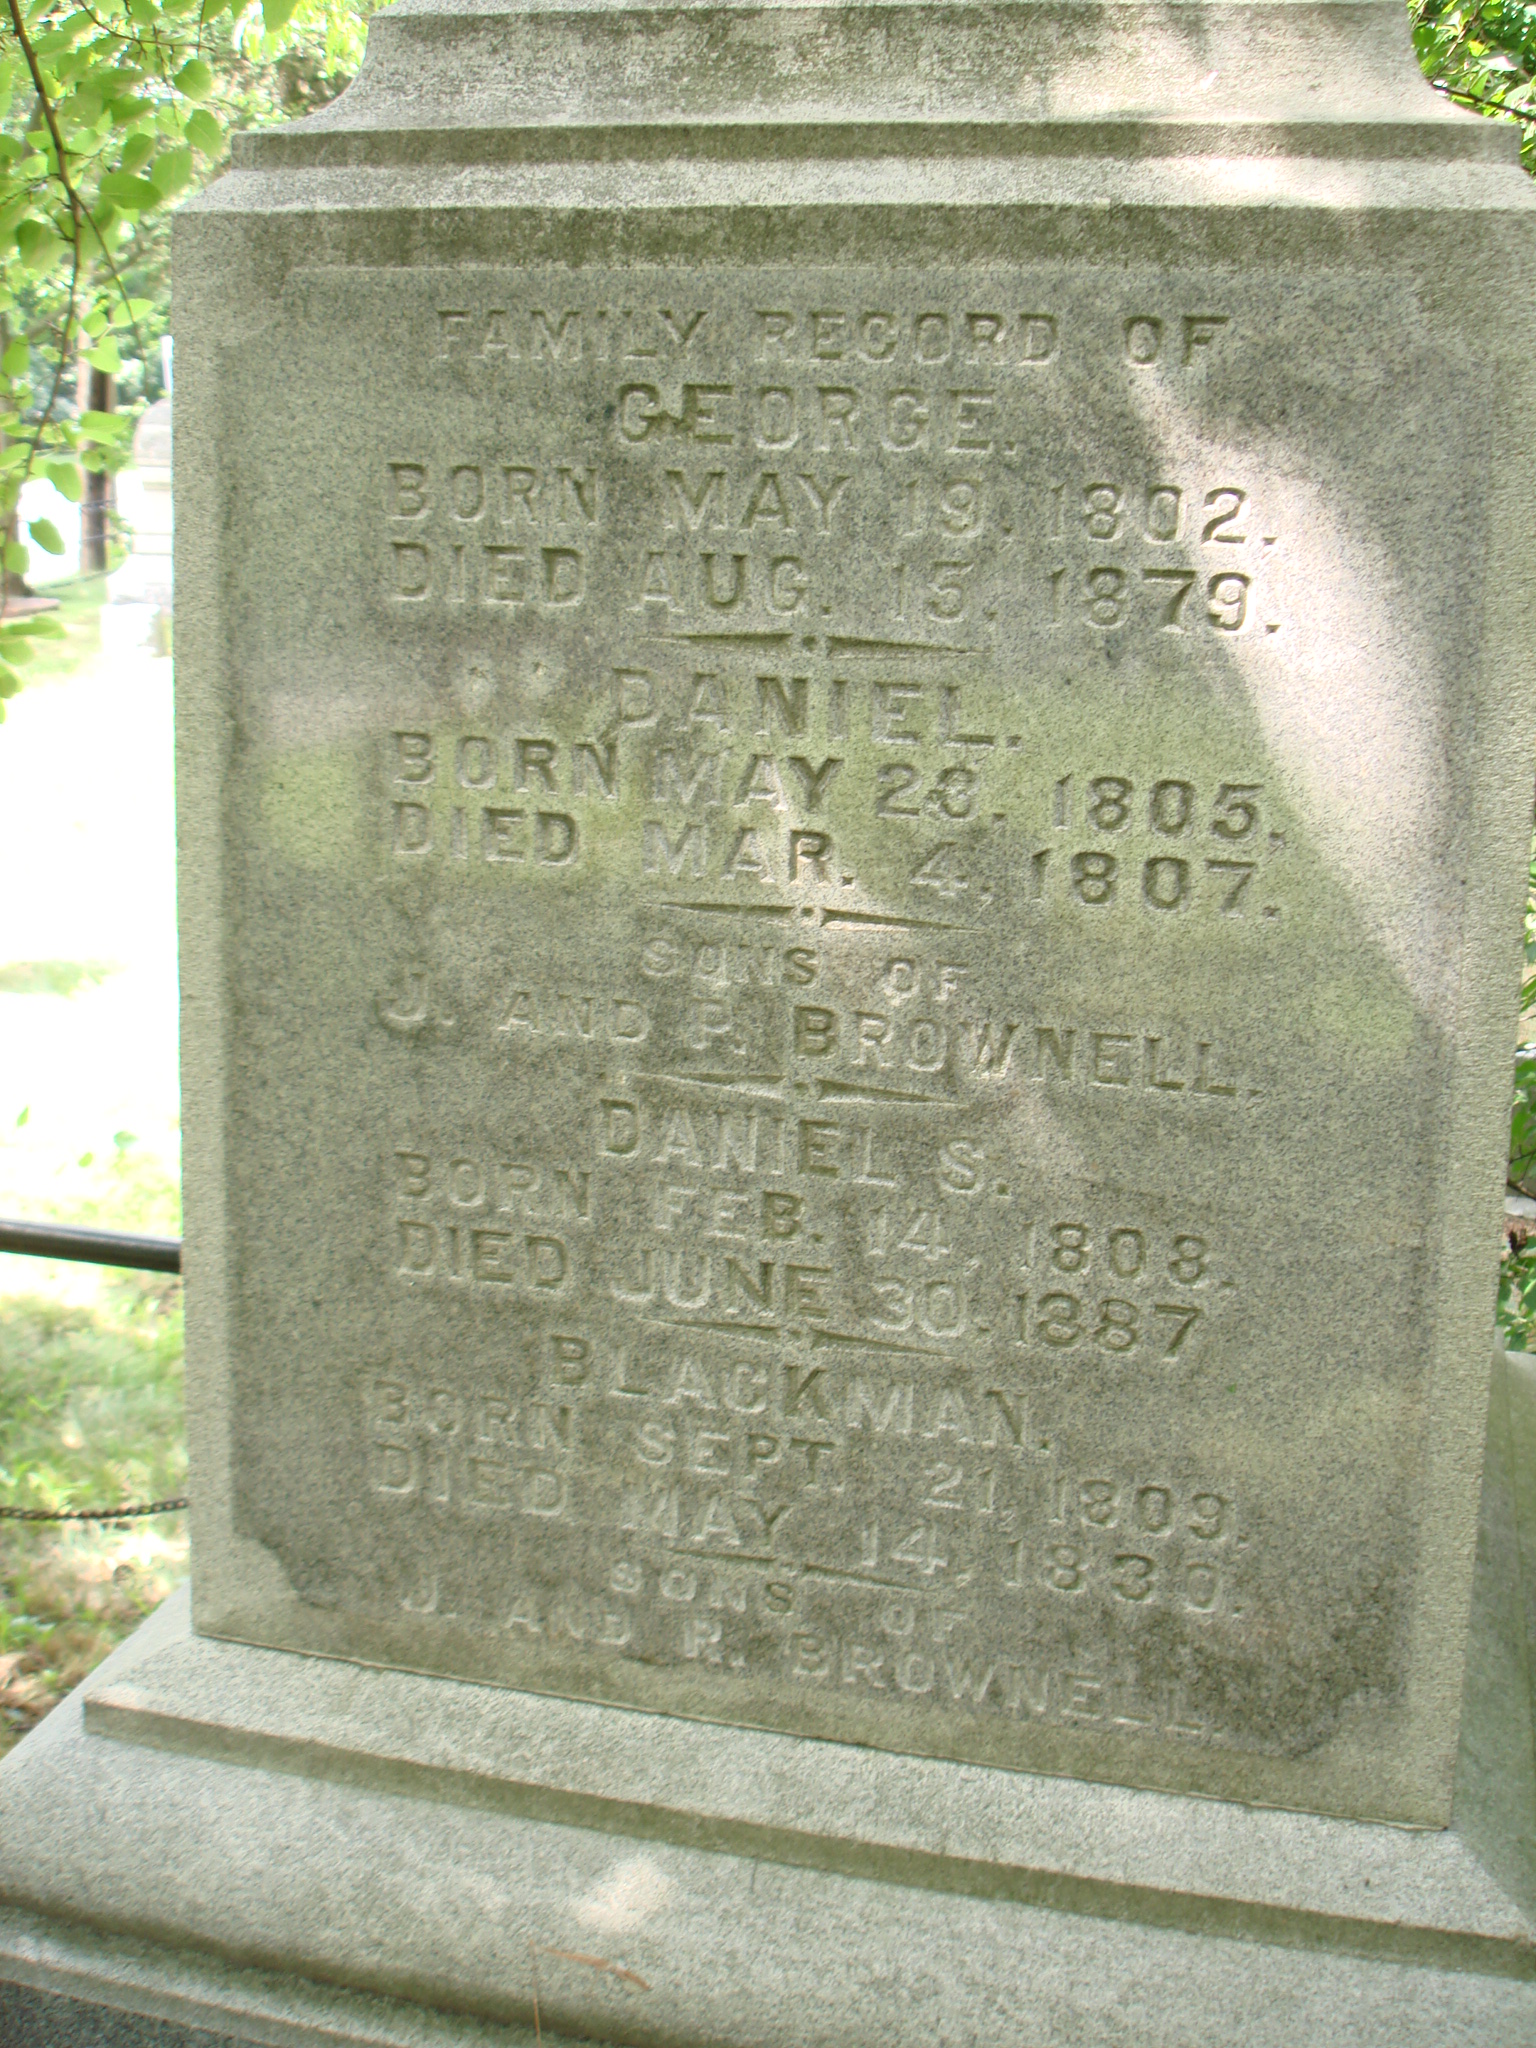 FAMILY RECORD OF
GEORGE.
BORN MAY 19, 1802.
DIED AUG. 15, 1879.
DANIEL.
BORN MAY 28, 1805.
DIED MAR. 4, 1807.
SONS OF
J. AND P. BROWNELL.
DANIEL S.
BORN FEB. 14, 1808.
DIED JUNE 30, 1887
BLACKMAN.
BORN SEPT. 21, 1809.
DIED MAY 14, 1830.
SONS OF
J. AND R. BROWNELL.